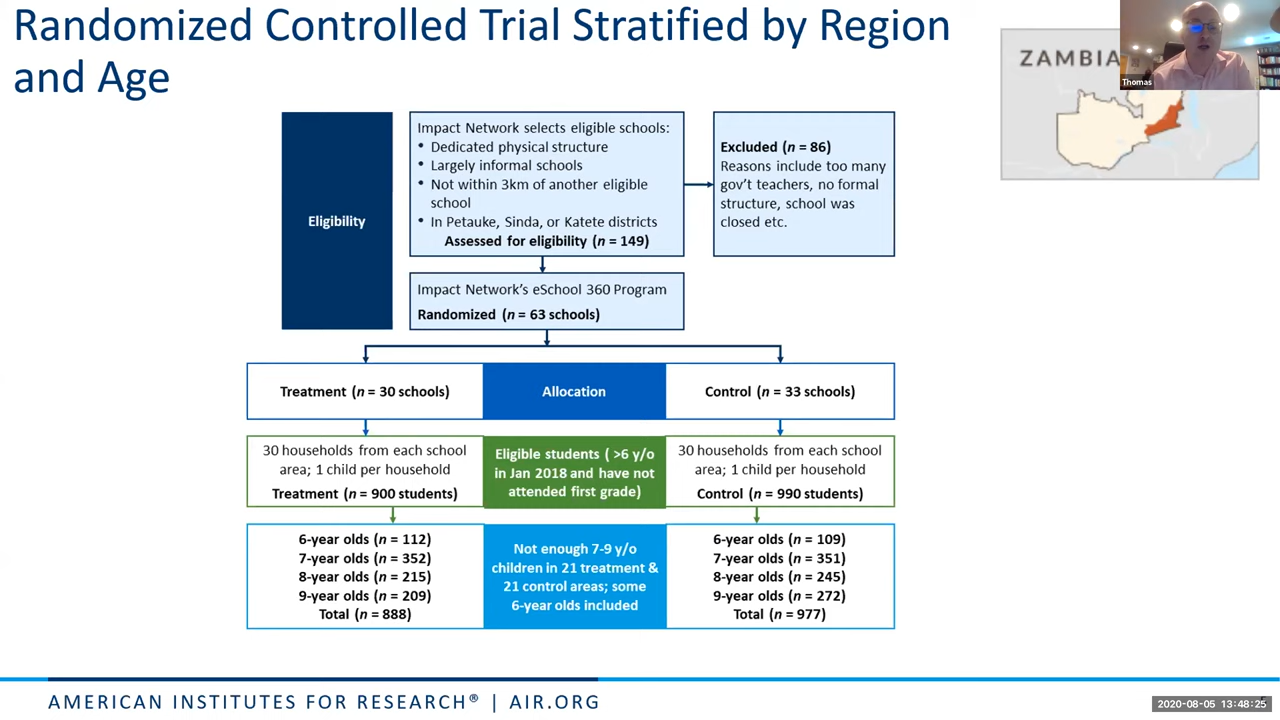 Randomized Controlled Trial Stratified by Region
and Age
ZAMBIA
Thomas
Eligibility
Impact Network selects eligible schools:
• Dedicated physical structure
• Largely informal schools
• Not within 3km of another eligible
school
• In Petauke, Sinda, or Katete districts
Assessed for eligibility (n = 149)
Excluded (n = 86)
Reasons include too many
gov't teachers, no formal
structure, school was
closed etc.
Impact Network's eSchool 360 Program
Randomized (n = 63 schools)
Treatment (n = 30 schools)
Allocation
Control (n = 33 schools)
30 households from each school
area; 1 child per household
Treatment (n = 900 students)
Eligible students ( >6 y/o
in Jan 2018 and have not
attended first grade)
30 households from each school
area; 1 child per household
Control (n = 990 students)
6-year olds (n = 112)
7-year olds (n = 352)
8-year olds (n = 215)
9-year olds (n = 209)
Total (n = 888)
Not enough 7-9 y/o
children in 21 treatment &
21 control areas; some
6-year olds included
6-year olds (n = 109)
7-year olds (n = 351)
8-year olds (n = 245)
9-year olds (n = 272)
Total (n = 977)
AMERICAN INSTITUTES FOR RESEARCH® | AIR.ORG
2020-08-05 13:48:25